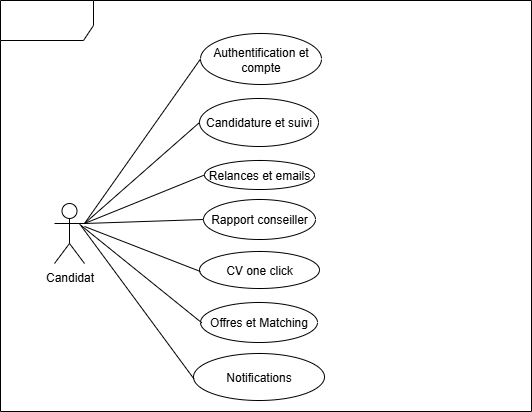 Authentification et
compte
Candidature et suivi
Relances et emails
Rapport conseiller
Candidat
CV one click
Offres et Matching
Notifications